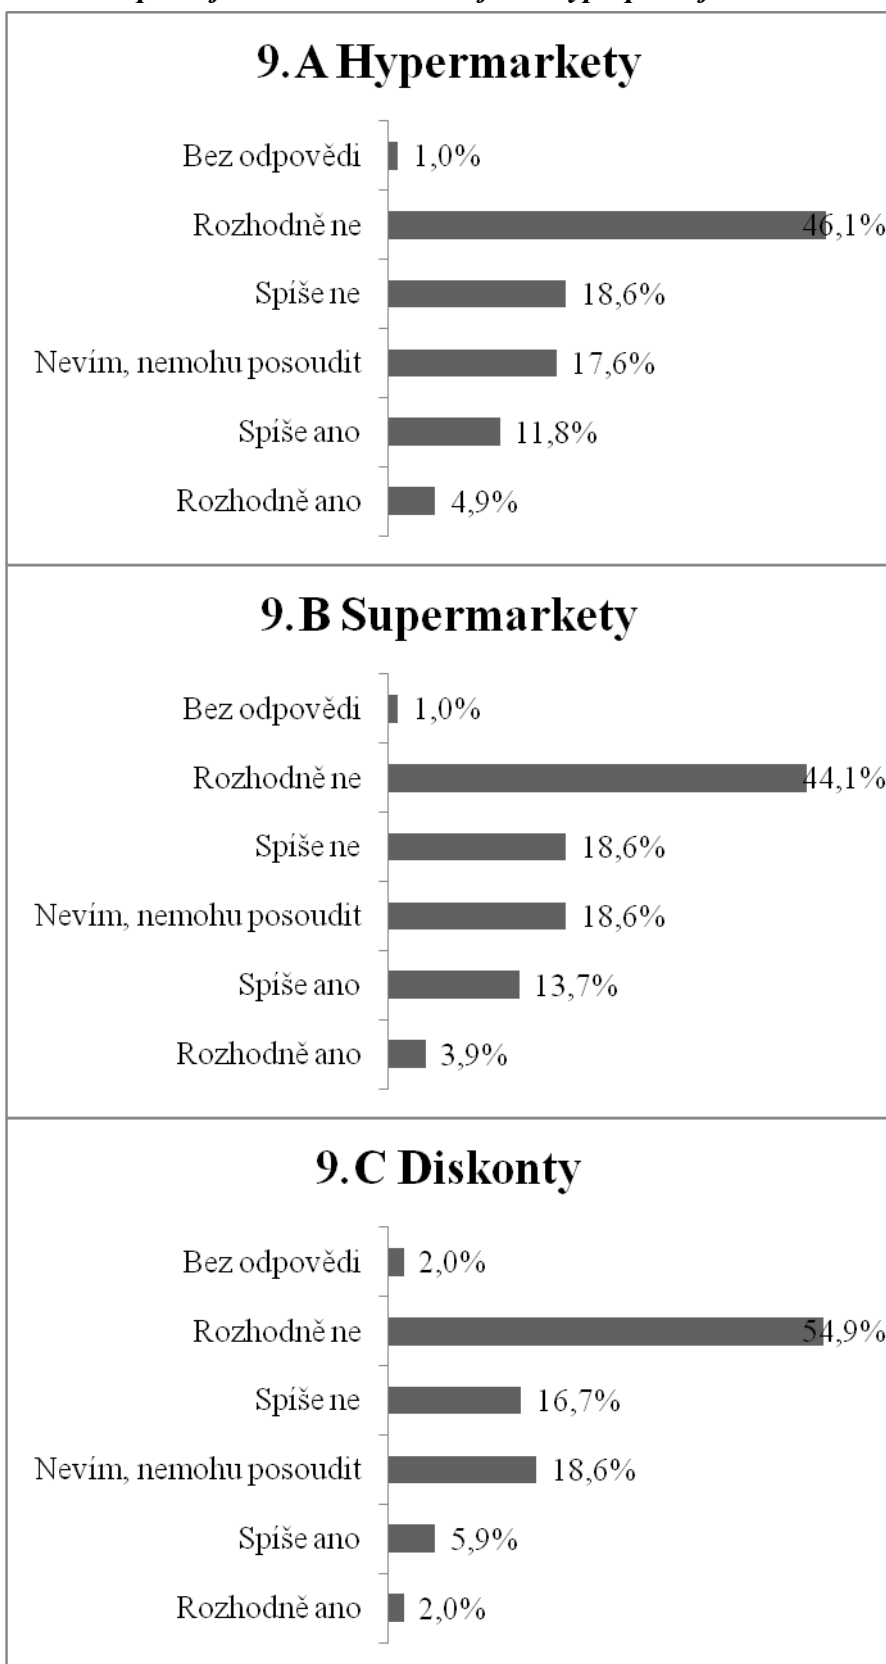 9.A Hypermarkety
Bez odpovědi 1,0%
Rozhodně ne 46,1%
Spíše ne 18,6%
Nevím, nemohu posoudit 17,6%
Spíše ano 11,8%
Rozhodně ano 4,9%
9.B Supermarkety
Bez odpovědi 1,0%
Rozhodně ne 44,1%
Spíše ne 18,6%
Nevím, nemohu posoudit 18,6%
Spíše ano 13,7%
Rozhodně ano 3,9%
9.C Diskonty
Bez odpovědi 2,0%
Rozhodně ne 54,9%
Spíše ne 16,7%
Nevím, nemohu posoudit 18,6%
Spíše ano 5,9%
Rozhodně ano 2,0%